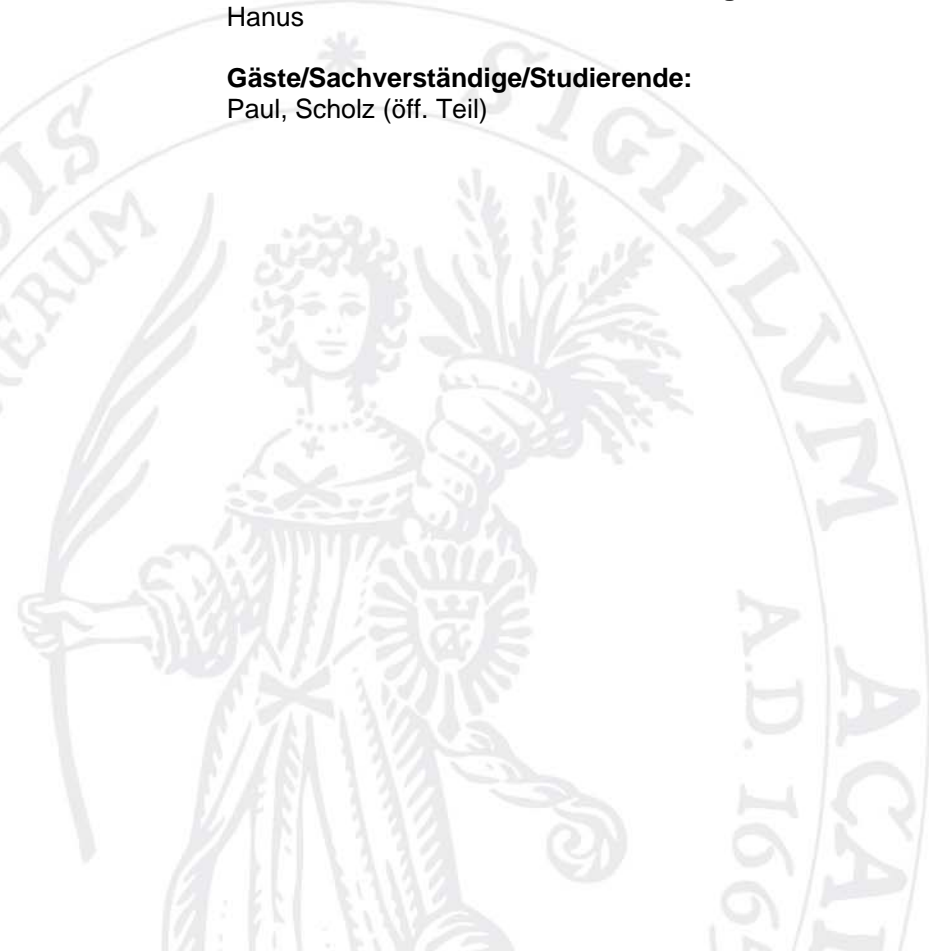 Hanus
Gäste/Sachverständige/Studierende:
Paul, Scholz (öff. Teil)
SIGILLVM
A.D.